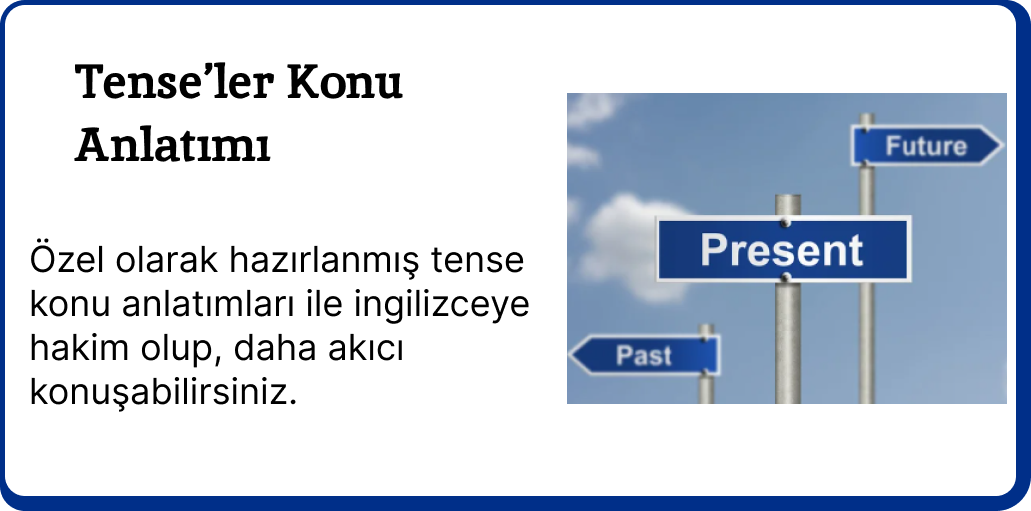 Tense’ler Konu
Anlatımı
Özel olarak hazırlanmış tense
konu anlatımları ile ingilizceye
hakim olup, daha akıcı
konuşabilirsiniz.
Future
Present
Past